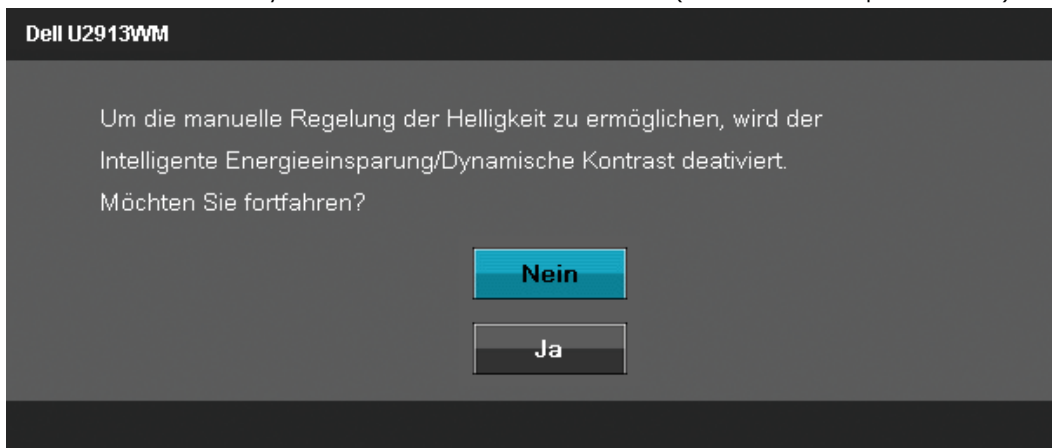 Dell U2913WM
Um die manuelle Regelung der Helligkeit zu ermöglichen, wird der
Intelligente Energieeinsparung/Dynamische Kontrast deativiert.
Möchten Sie fortfahren?
Nein
Ja